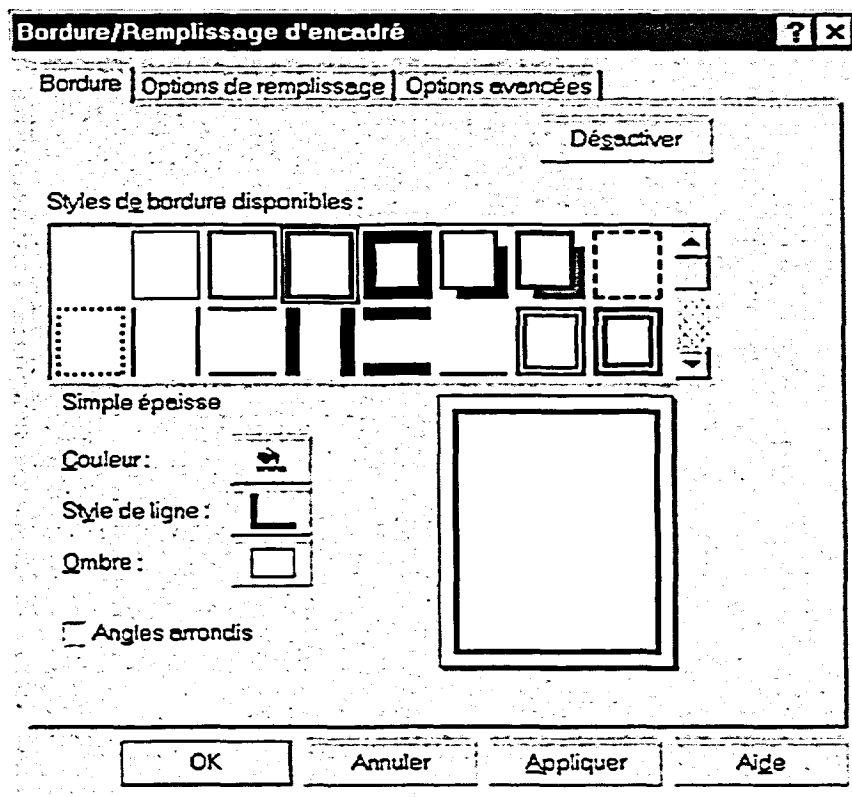 Bordure/Remplissage d'encadré ? ×
Bordure Options de remplissage Options avancées
Désactiver
Styles de bordure disponibles :
Simple épaisse
Couleur :
Style de ligne :
Ombre :
Angles arrondis
OK Annuler Appliquer Aide